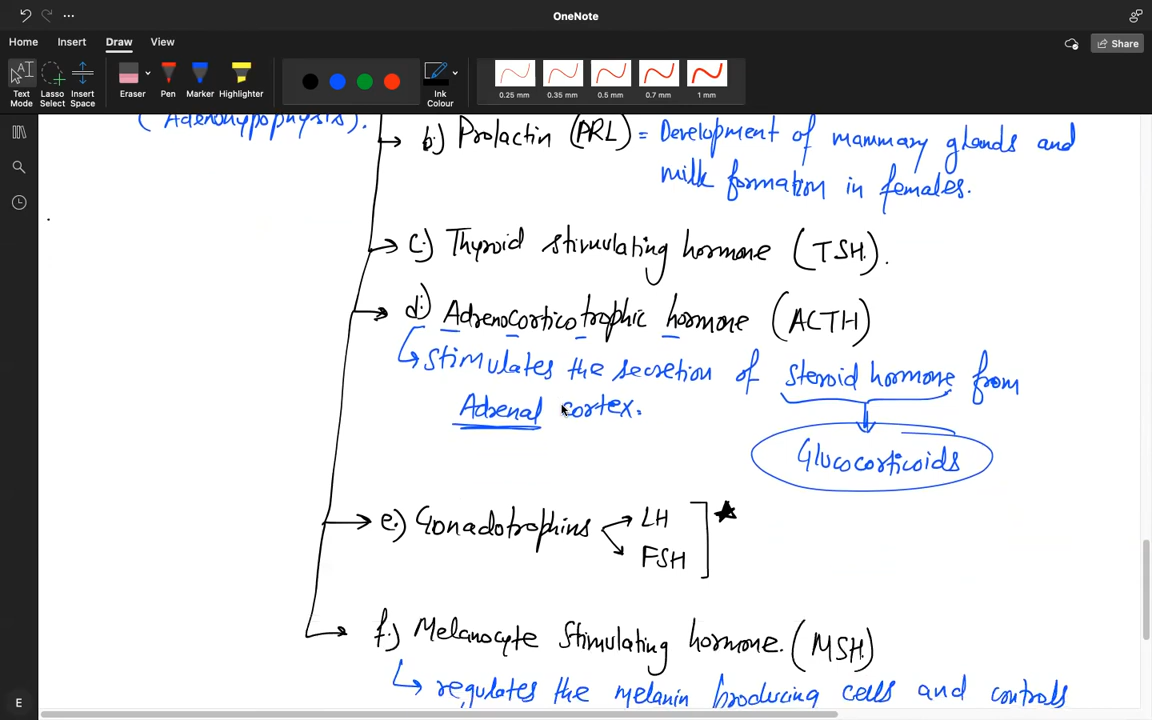 OneNote
Home Insert Draw View
Share
Text Mode
Lasso Select
Insert Space
Eraser
Pen
Marker
Highlighter
Ink Colour
0.25 mm 0.35 mm 0.5 mm 0.7 mm 1 mm
(Adenohypophysis).
b.) Prolactin (PRL) = Development of mammary glands and
milk formation in females.
c.) Thyroid stimulating hormone (TSH).
d.) Adrenocorticotrophic hormone (ACTH)
stimulates the secretion of steroid hormone from
Adrenal cortex.
Glucocorticoids
e.) Gonadotrophins
LH
FSH
f.) Melanocyte Stimulating hormone. (MSH)
regulates the melanin producing cells and controls
E